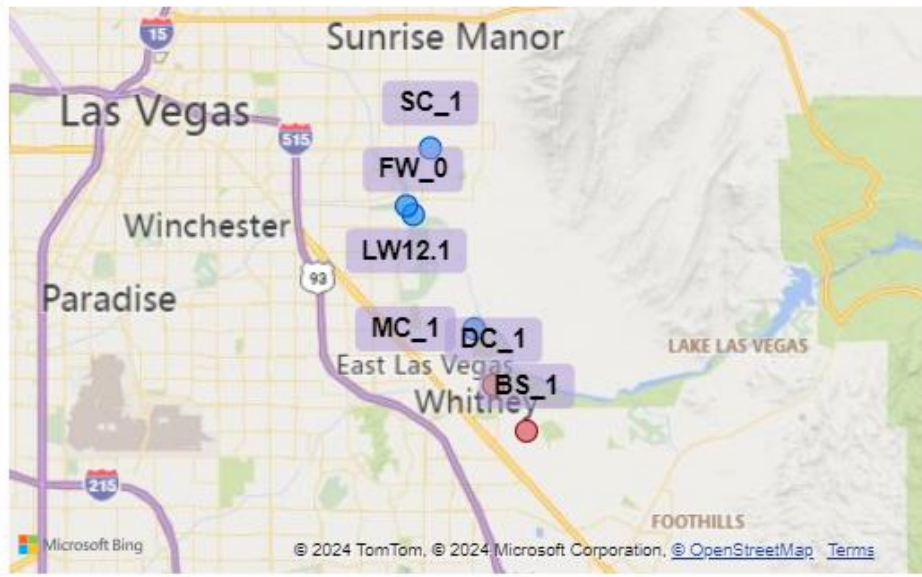 Sunrise Manor
15
SC_1
Las Vegas
515
FW_0
Winchester
LW12.1
93
Paradise
MC_1
DC_1
LAKE LAS VEGAS
East Las Vegas
BS_1
Whitney
215
FOOTHILLS
Microsoft Bing
© 2024 TomTom, © 2024 Microsoft Corporation, © OpenStreetMap Terms